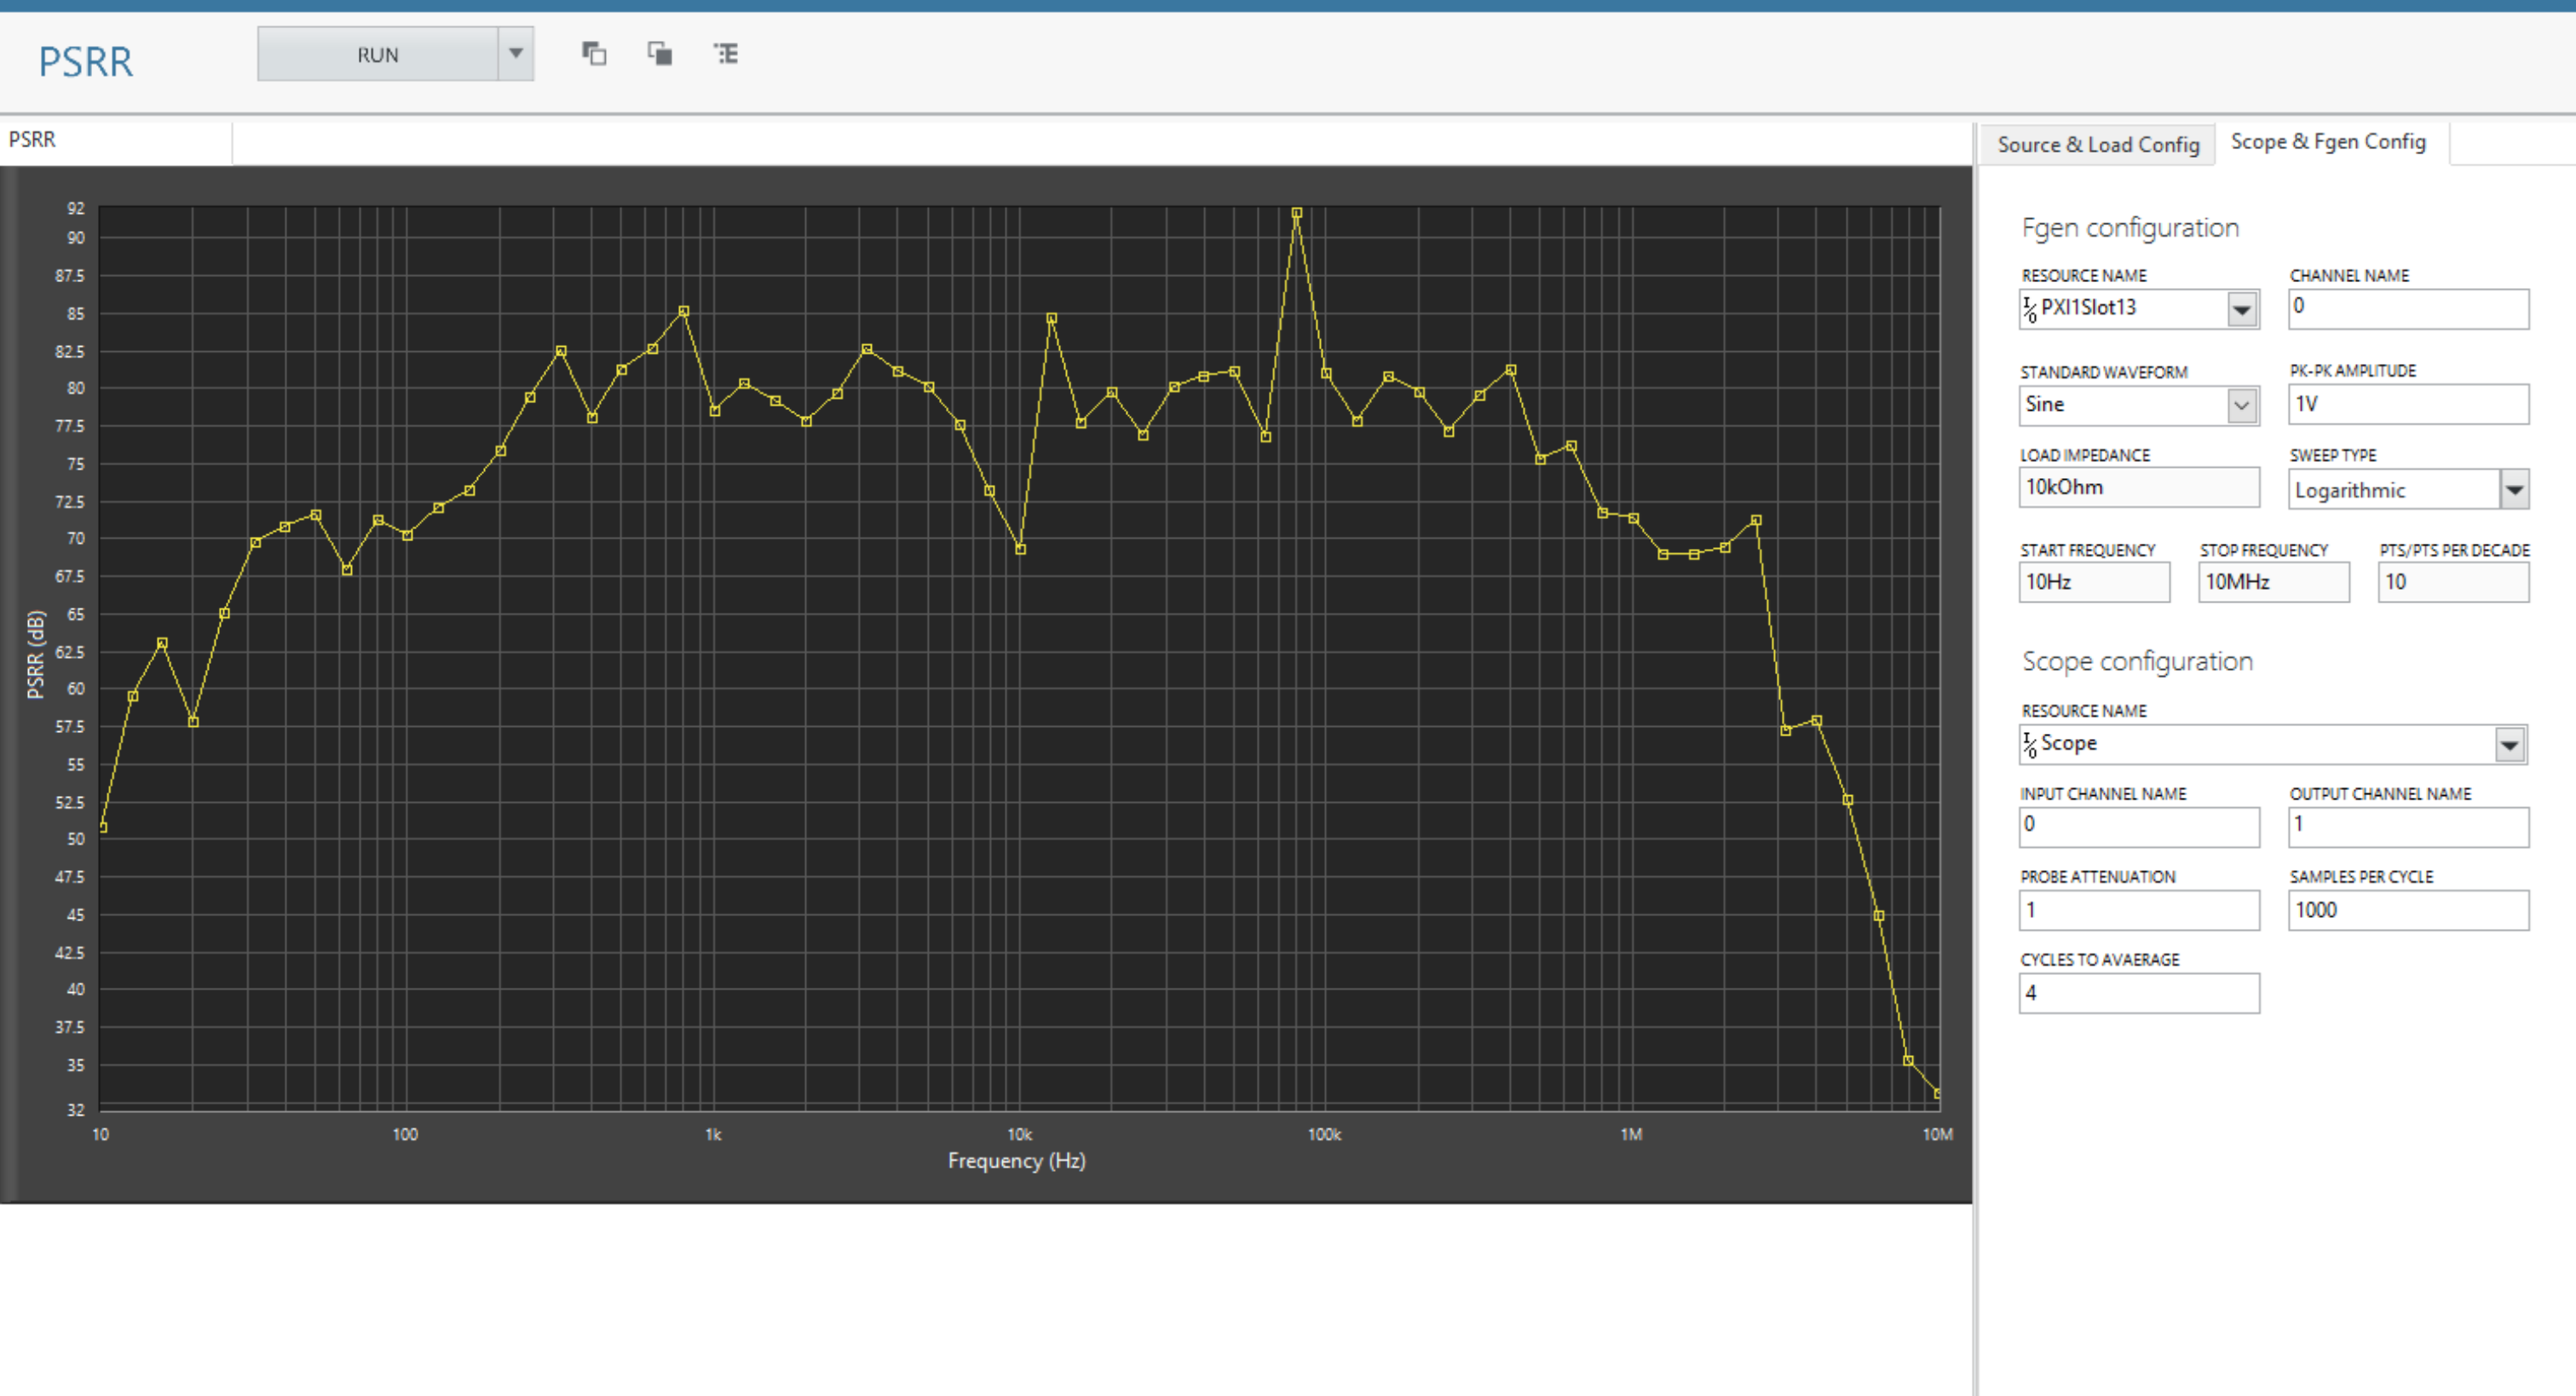 PSRR
RUN
PSRR
Source & Load Config
Scope & Fgen Config
92
90
87.5
85
82.5
80
77.5
75
72.5
70
67.5
65
62.5
60
57.5
55
52.5
50
47.5
45
42.5
40
37.5
35
32
PSRR (dB)
10
100
1k
10k
100k
1M
10M
Frequency (Hz)
Fgen configuration
RESOURCE NAME
CHANNEL NAME
I/O PXI1Slot13
0
STANDARD WAVEFORM
PK-PK AMPLITUDE
Sine
1V
LOAD IMPEDANCE
SWEEP TYPE
10kOhm
Logarithmic
START FREQUENCY
STOP FREQUENCY
PTS/PTS PER DECADE
10Hz
10MHz
10
Scope configuration
RESOURCE NAME
I/O Scope
INPUT CHANNEL NAME
OUTPUT CHANNEL NAME
0
1
PROBE ATTENUATION
SAMPLES PER CYCLE
1
1000
CYCLES TO AVAERAGE
4